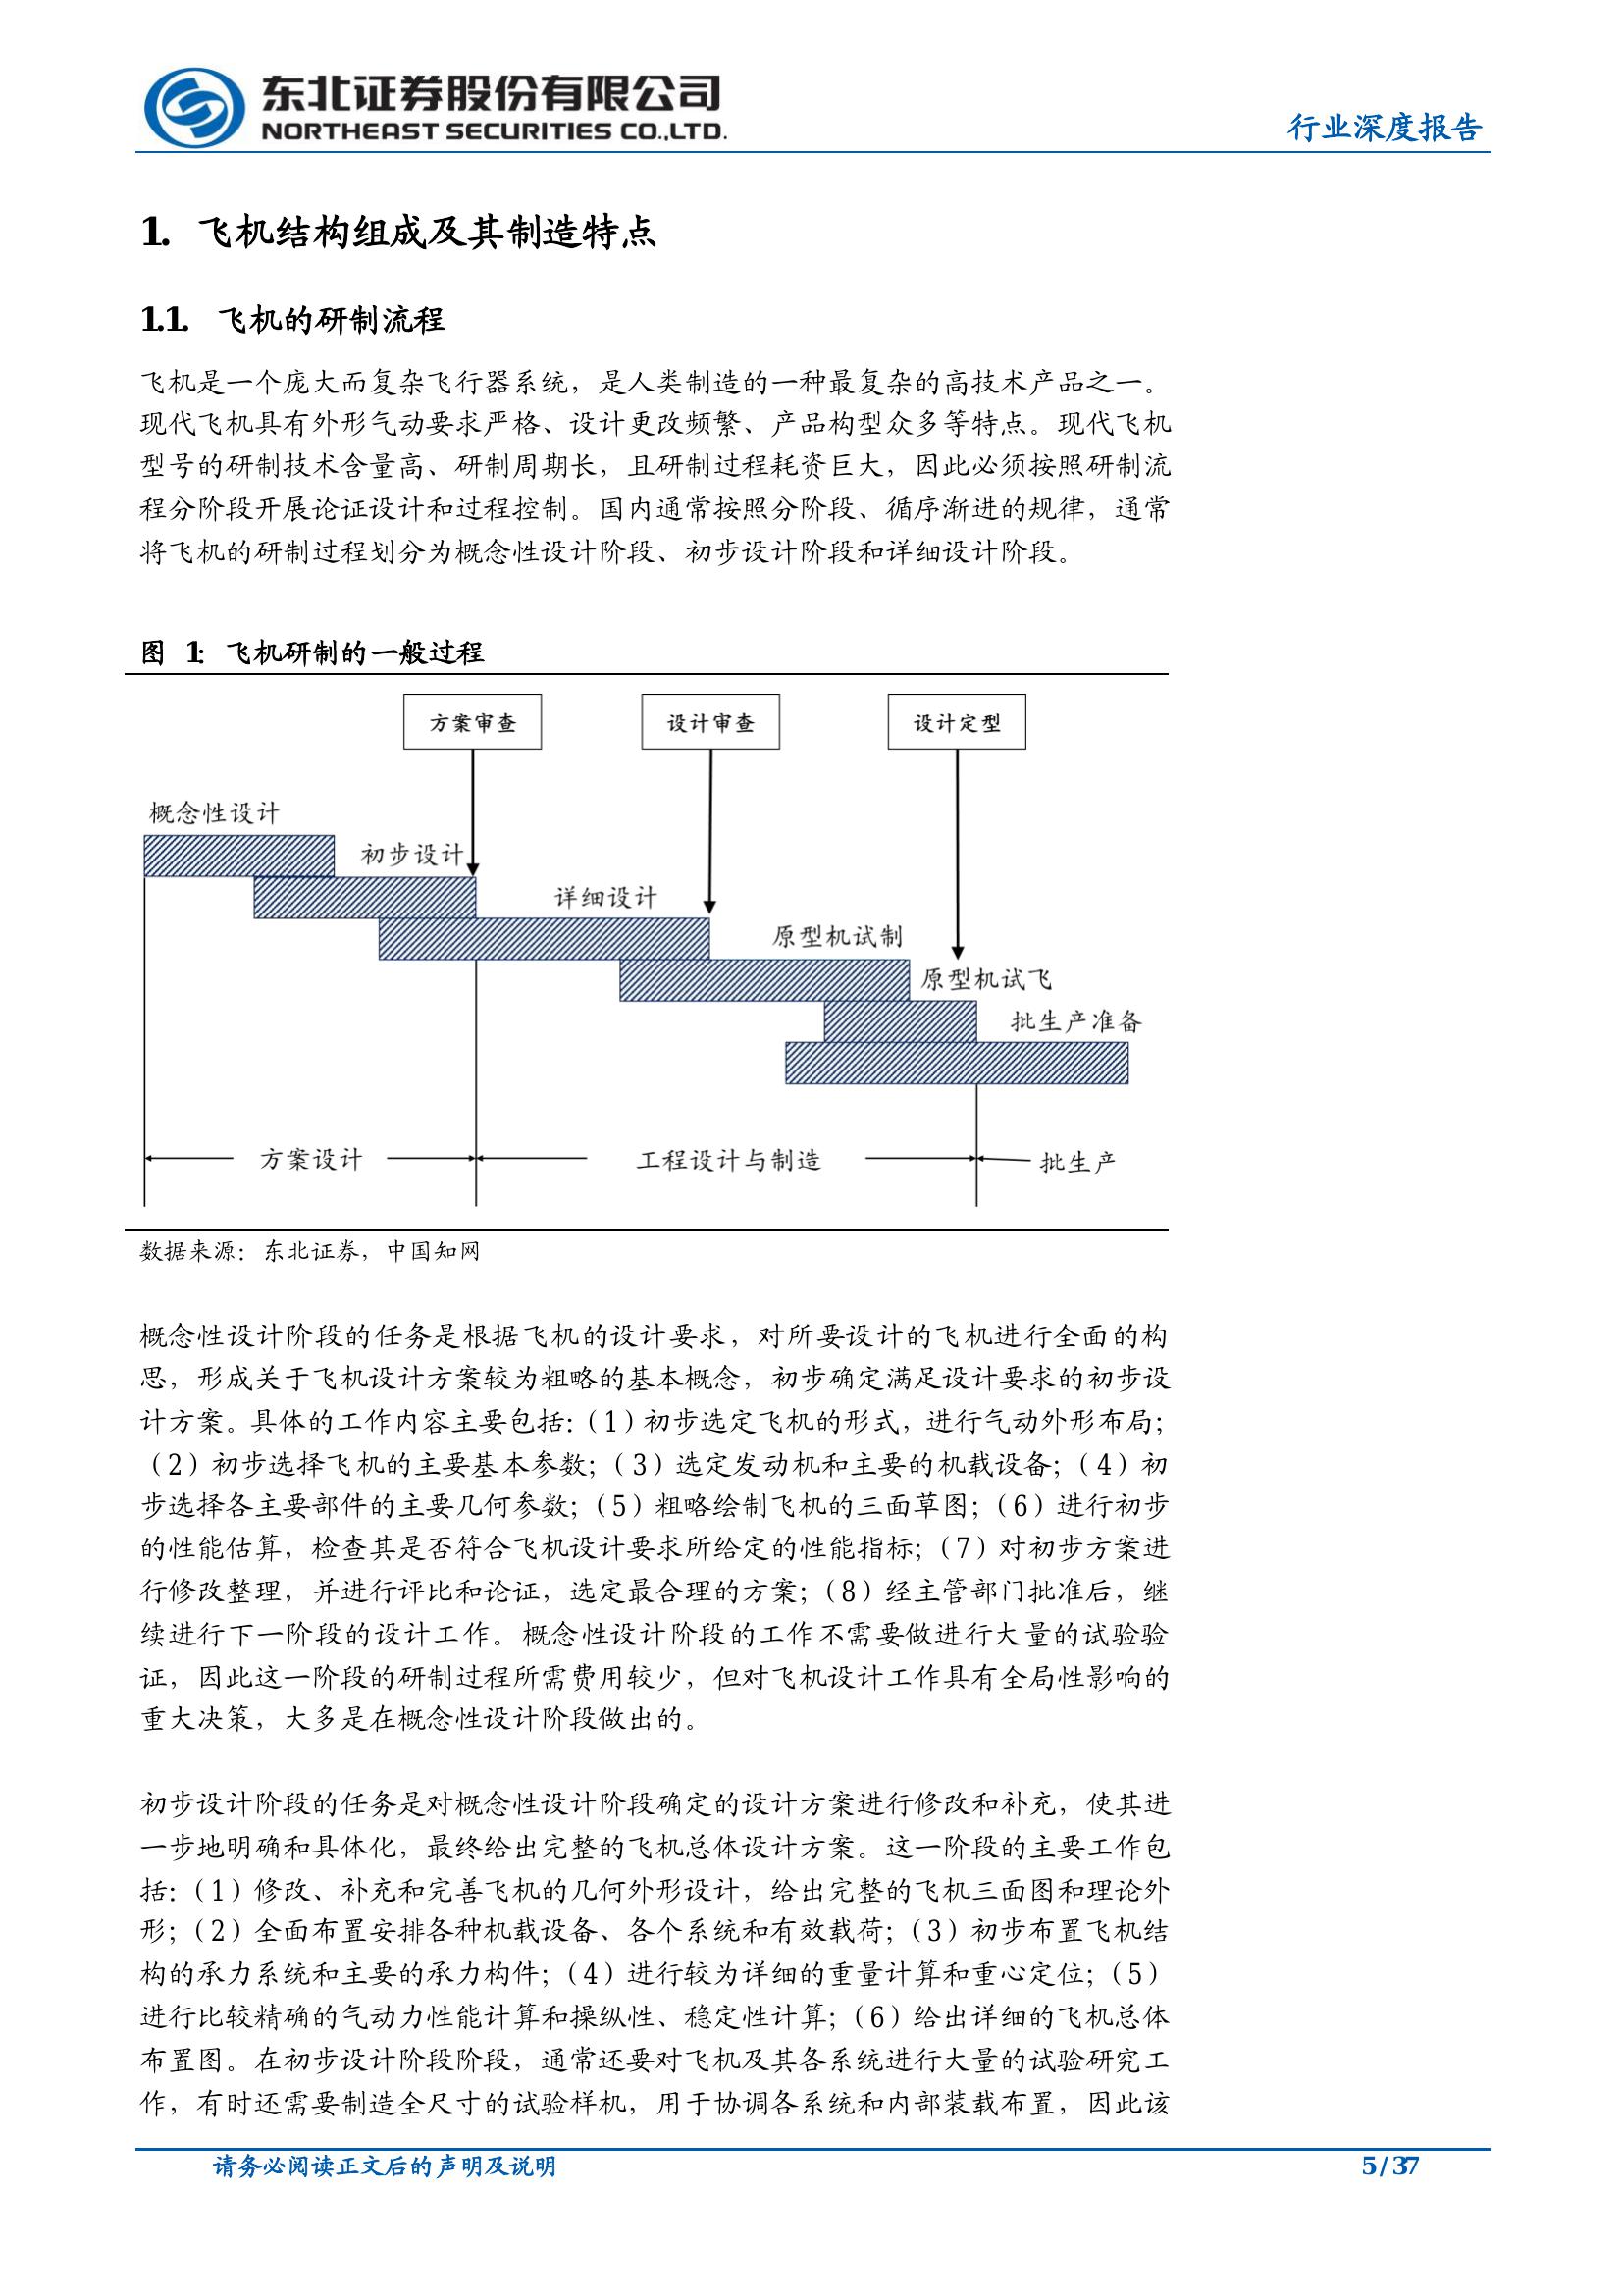 东北证券股份有限公司
NORTHEAST SECURITIES CO.,LTD.
行业深度报告
1. 飞机结构组成及其制造特点
1.1. 飞机的研制流程
飞机是一个庞大而复杂飞行器系统，是人类制造的一种最复杂的高技术产品之一。
现代飞机具有外形气动要求严格、设计更改频繁、产品构型众多等特点。现代飞机
型号的研制技术含量高、研制周期长，且研制过程耗资巨大，因此必须按照研制流
程分阶段开展论证设计和过程控制。国内通常按照分阶段、循序渐进的规律，通常
将飞机的研制过程划分为概念性设计阶段、初步设计阶段和详细设计阶段。
图 1：飞机研制的一般过程
方案审查
设计审查
设计定型
概念性设计
初步设计
详细设计
原型机试制
原型机试飞
批生产准备
方案设计
工程设计与制造
批生产
数据来源：东北证券，中国知网
概念性设计阶段的任务是根据飞机的设计要求，对所要设计的飞机进行全面的构
思，形成关于飞机设计方案较为粗略的基本概念，初步确定满足设计要求的初步设
计方案。具体的工作内容主要包括：（1）初步选定飞机的形式，进行气动外形布局；
（2）初步选择飞机的主要基本参数；（3）选定发动机和主要的机载设备；（4）初
步选择各主要部件的主要几何参数；（5）粗略绘制飞机的三面草图；（6）进行初步
的性能估算，检查其是否符合飞机设计要求所给定的性能指标；（7）对初步方案进
行修改整理，并进行评比和论证，选定最合理的方案；（8）经主管部门批准后，继
续进行下一阶段的设计工作。概念性设计阶段的工作不需要做进行大量的试验验
证，因此这一阶段的研制过程所需费用较少，但对飞机设计工作具有全局性影响的
重大决策，大多是在概念性设计阶段做出的。
初步设计阶段的任务是对概念性设计阶段确定的设计方案进行修改和补充，使其进
一步地明确和具体化，最终给出完整的飞机总体设计方案。这一阶段的主要工作包
括：（1）修改、补充和完善飞机的几何外形设计，给出完整的飞机三面图和理论外
形；（2）全面布置安排各种机载设备、各个系统和有效载荷；（3）初步布置飞机结
构的承力系统和主要的承力构件；（4）进行较为详细的重量计算和重心定位；（5）
进行比较精确的气动力性能计算和操纵性、稳定性计算；（6）给出详细的飞机总体
布置图。在初步设计阶段阶段，通常还要对飞机及其各系统进行大量的试验研究工
作，有时还需要制造全尺寸的试验样机，用于协调各系统和内部装载布置，因此该
请务必阅读正文后的声明及说明
5 / 37